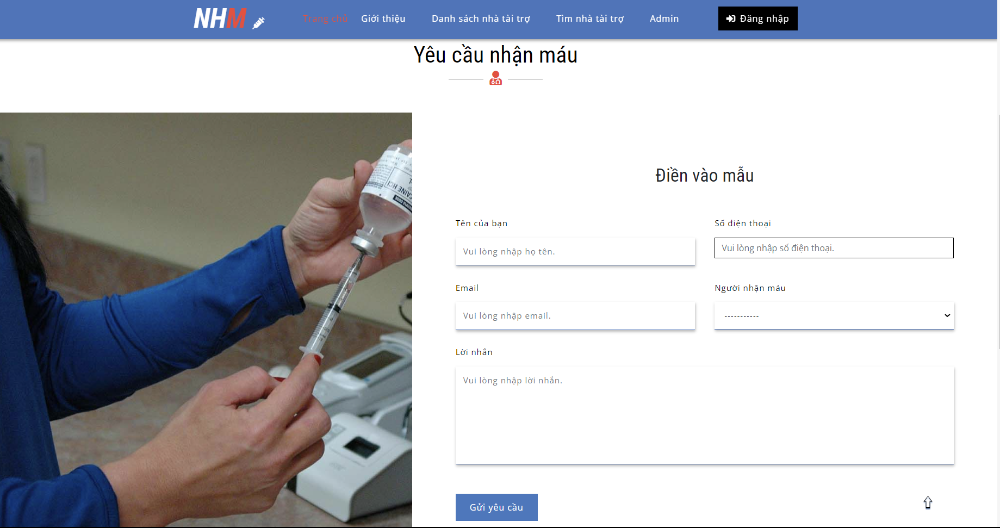 NHM
Trang chủ Giới thiệu Danh sách nhà tài trợ Tìm nhà tài trợ Admin Đăng nhập
Yêu cầu nhận máu
Điền vào mẫu
Tên của bạn
Số điện thoại
Vui lòng nhập họ tên.
Vui lòng nhập số điện thoại.
Email
Người nhận máu
Vui lòng nhập email.
-----------
Lời nhắn
Vui lòng nhập lời nhắn.
Gửi yêu cầu